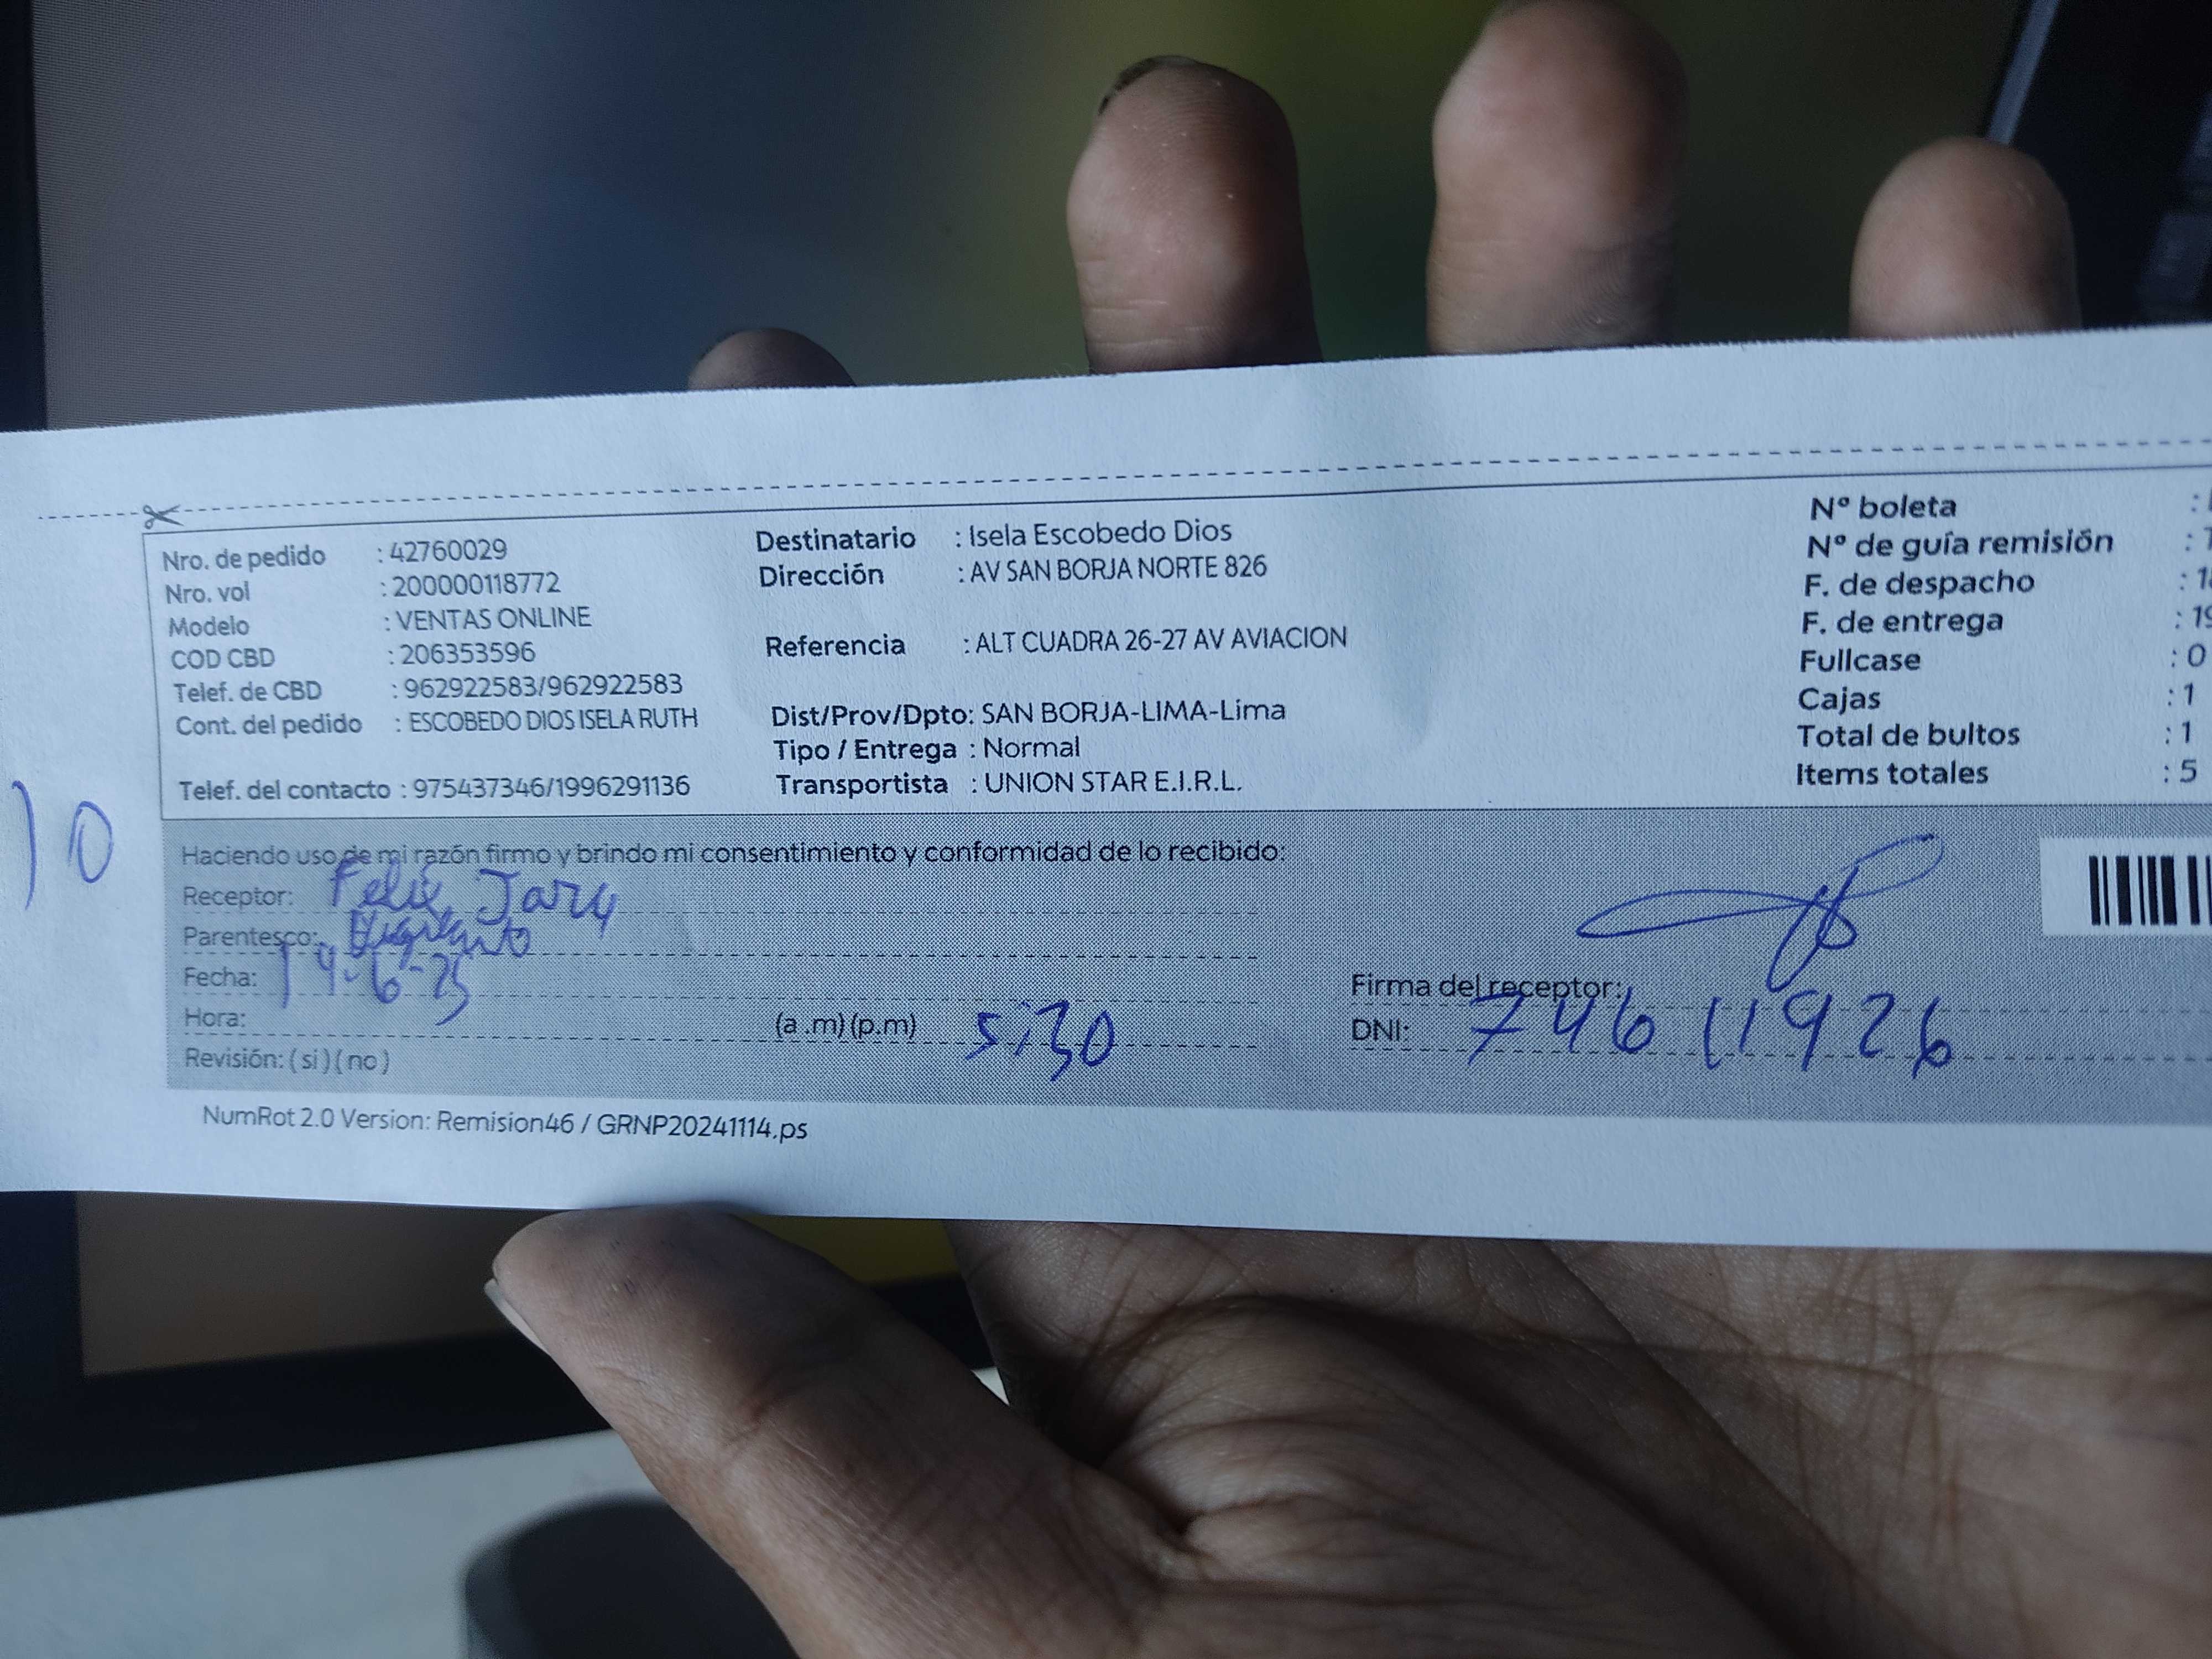 Nro. de pedido : 42760029
Nro. vol : 200000118772
Modelo : VENTAS ONLINE
COD CBD : 206353596
Telef. de CBD : 962922583/962922583
Cont. del pedido : ESCOBEDO DIOS ISELA RUTH
Telef. del contacto : 975437346/1996291136
Destinatario : Isela Escobedo Dios
Dirección : AV SAN BORJA NORTE 826
Referencia : ALT CUADRA 26-27 AV AVIACION
Dist/Prov/Dpto: SAN BORJA-LIMA-Lima
Tipo / Entrega : Normal
Transportista : UNION STAR E.I.R.L.
Nº boleta :
Nº de guía remisión :
F. de despacho :
F. de entrega : 19
Fullcase : 0
Cajas : 1
Total de bultos : 1
Items totales : 5
10
Haciendo uso de mi razón firmo y brindo mi consentimiento y conformidad de lo recibido:
Receptor: Felix Jara
Parentesco:
Fecha: 19-6-25
Hora: (a .m) (p.m) 5:30
Revisión: ( si ) ( no )
Firma del receptor:
DNI: 74611926
NumRot 2.0 Version: Remision46 / GRNP20241114.ps